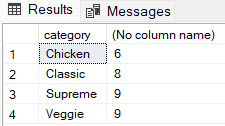 Results Messages
category (No column name)
1 Chicken 6
2 Classic 8
3 Supreme 9
4 Veggie 9